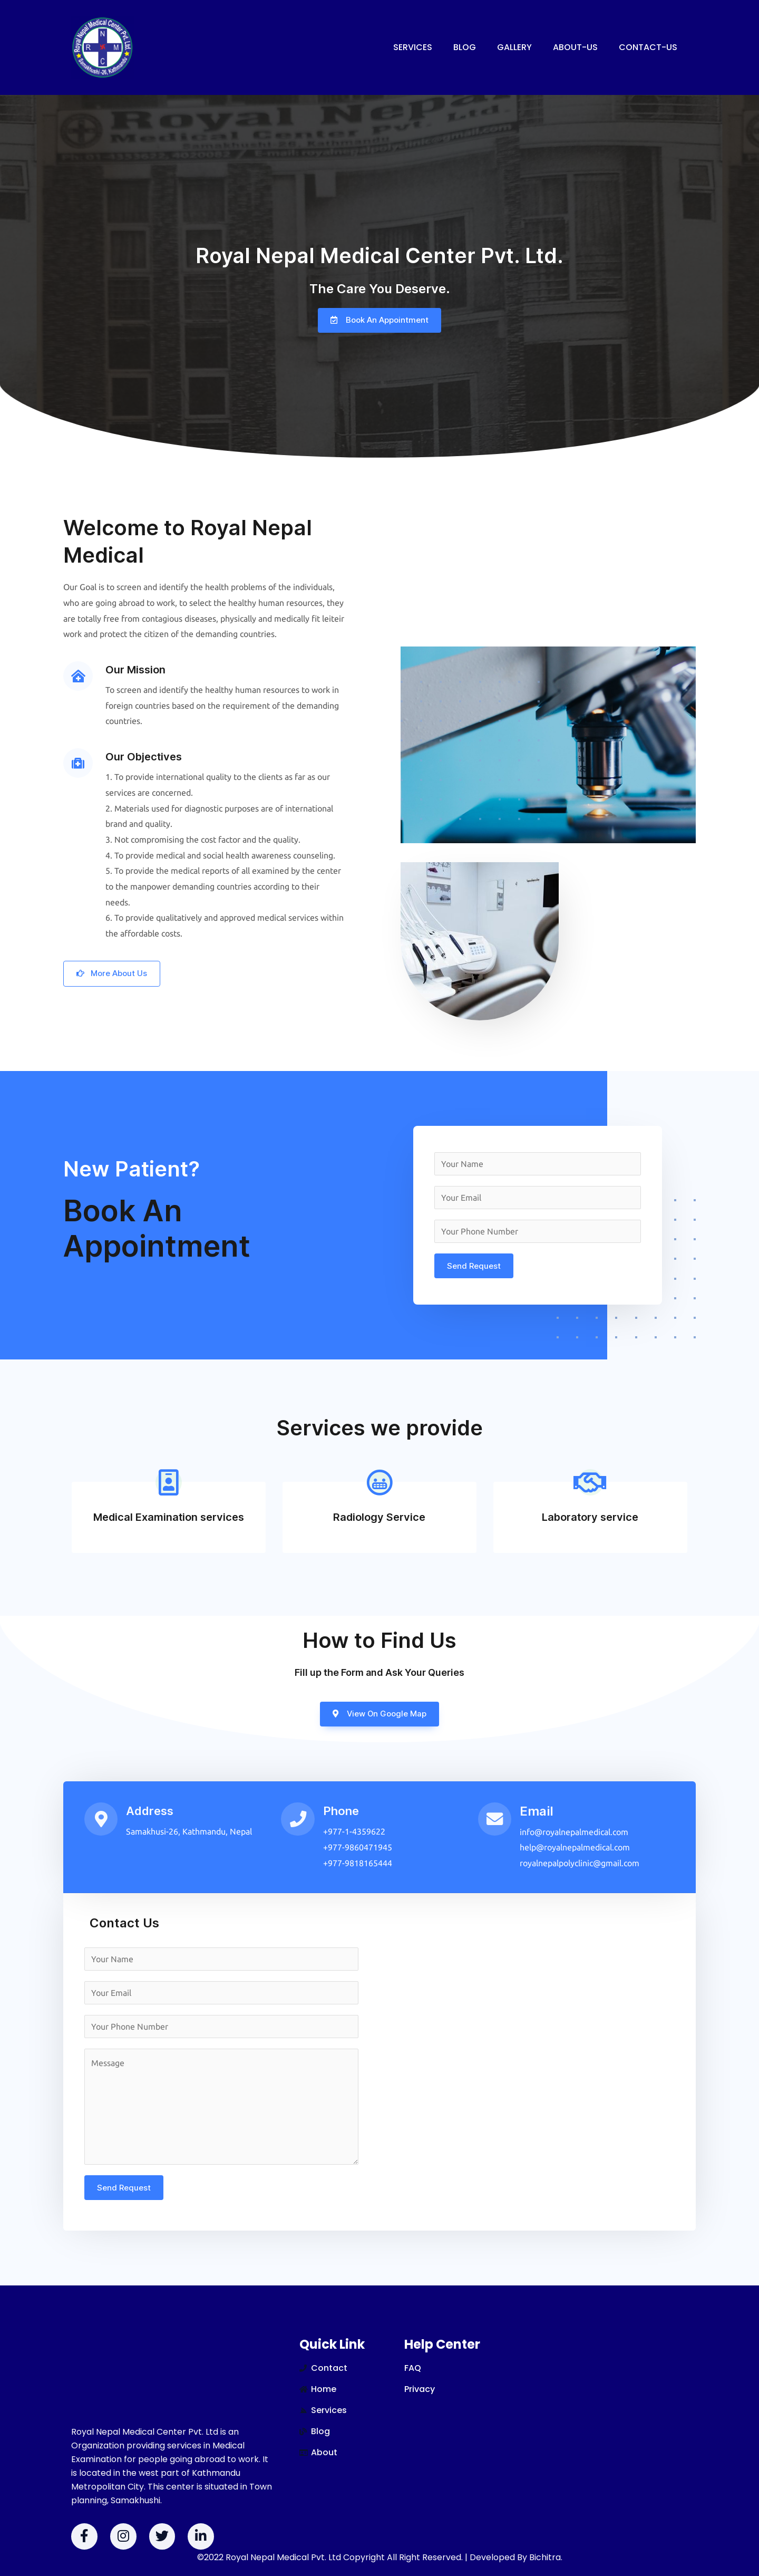 Royal Nepal Medical Center Pvt. Ltd.
N
R
M
C
Samakhushi-26, Kathmandu
SERVICES
BLOG
GALLERY
ABOUT-US
CONTACT-US
Royal Nepal Medical Center Pvt. Ltd.
The Care You Deserve.
Book An Appointment
Welcome to Royal Nepal
Medical
Our Goal is to screen and identify the health problems of the individuals,
who are going abroad to work, to select the healthy human resources, they
are totally free from contagious diseases, physically and medically fit leiteir
work and protect the citizen of the demanding countries.
Our Mission
To screen and identify the healthy human resources to work in
foreign countries based on the requirement of the demanding
countries.
Our Objectives
1. To provide international quality to the clients as far as our
services are concerned.
2. Materials used for diagnostic purposes are of international
brand and quality.
3. Not compromising the cost factor and the quality.
4. To provide medical and social health awareness counseling.
5. To provide the medical reports of all examined by the center
to the manpower demanding countries according to their
needs.
6. To provide qualitatively and approved medical services within
the affordable costs.
More About Us
New Patient?
Book An
Appointment
Your Name
Your Email
Your Phone Number
Send Request
Services we provide
Medical Examination services
Radiology Service
Laboratory service
How to Find Us
Fill up the Form and Ask Your Queries
View On Google Map
Address
Samakhusi-26, Kathmandu, Nepal
Phone
+977-1-4359622
+977-9860471945
+977-9818165444
Email
info@royalnepalmedical.com
help@royalnepalmedical.com
royalnepalpolyclinic@gmail.com
Contact Us
Your Name
Your Email
Your Phone Number
Message
Send Request
Royal Nepal Medical Center Pvt. Ltd is an
Organization providing services in Medical
Examination for people going abroad to work. It
is located in the west part of Kathmandu
Metropolitan City. This center is situated in Town
planning, Samakhushi.
Quick Link
Contact
Home
Services
Blog
About
Help Center
FAQ
Privacy
©2022 Royal Nepal Medical Pvt. Ltd Copyright All Right Reserved. | Developed By Bichitra.